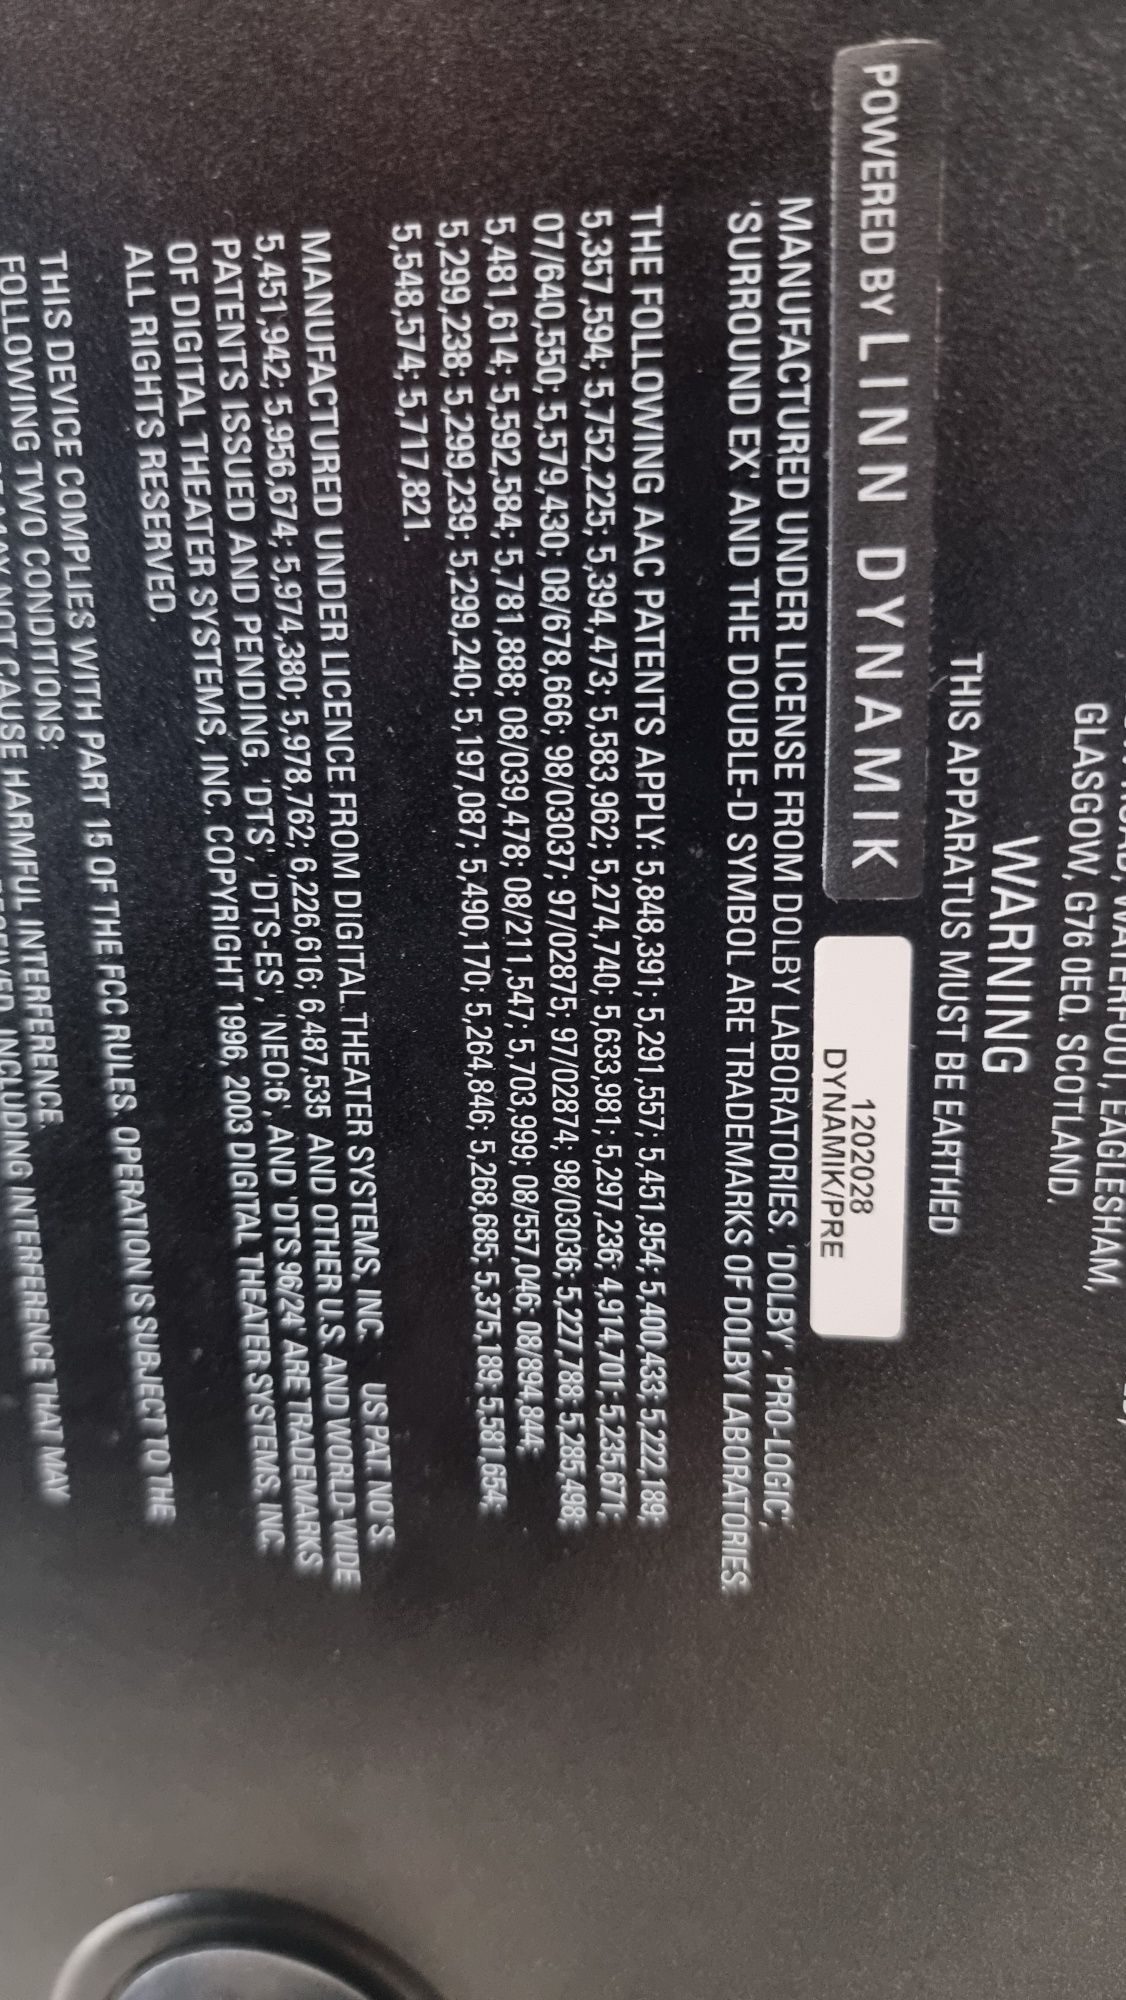 WATERFOOT, EAGLESHAM,
GLASGOW, G76 0EQ. SCOTLAND.
WARNING
THIS APPARATUS MUST BE EARTHED
POWERED BY LINN DYNAMIK
1202028
DYNAMIK/PRE
MANUFACTURED UNDER LICENSE FROM DOLBY LABORATORIES. 'DOLBY', 'PRO-LOGIC',
'SURROUND EX' AND THE DOUBLE-D SYMBOL ARE TRADEMARKS OF DOLBY LABORATORIES.
THE FOLLOWING AAC PATENTS APPLY: 5,848,391; 5,291,557; 5,451,954; 5,400,433; 5,222,189;
5,357,594; 5,752,225; 5,394,473; 5,583,962; 5,274,740; 5,633,981; 5,297,236; 4,914,701; 5,235,671;
07/640,550; 5,579,430; 08/678,666; 98/03037; 97/02875; 97/02874; 98/03036; 5,227,788; 5,285,498;
5,481,614; 5,592,584; 5,781,888; 08/039,478; 08/211,547; 5,703,999; 08/557,046; 08/894,844;
5,299,238; 5,299,239; 5,299,240; 5,197,087; 5,490,170; 5,264,846; 5,268,685; 5,375,189; 5,581,654;
5,548,574; 5,717,821.
MANUFACTURED UNDER LICENCE FROM DIGITAL THEATER SYSTEMS, INC. US PAT. NO'S
5,451,942; 5,956,674; 5,974,380; 5,978,762; 6,226,616; 6,487,535 AND OTHER U.S. AND WORLD-WIDE
PATENTS ISSUED AND PENDING. 'DTS', 'DTS-ES', 'NEO:6', AND 'DTS 96/24' ARE TRADEMARKS
OF DIGITAL THEATER SYSTEMS, INC. COPYRIGHT 1996, 2003 DIGITAL THEATER SYSTEMS, INC.
ALL RIGHTS RESERVED.
THIS DEVICE COMPLIES WITH PART 15 OF THE FCC RULES. OPERATION IS SUBJECT TO THE
FOLLOWING TWO CONDITIONS:
MAY NOT CAUSE HARMFUL INTERFERENCE.
RECEIVED, INCLUDING INTERFERENCE THAT MAY